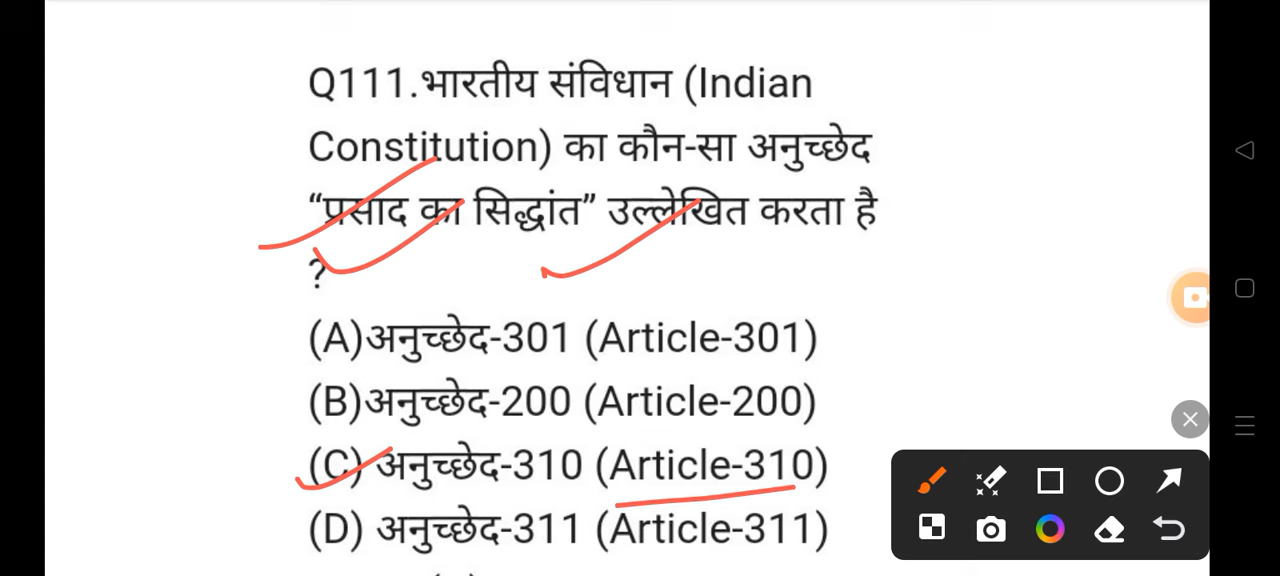 Q111.भारतीय संविधान (Indian
Constitution) का कौन-सा अनुच्छेद
“प्रसाद का सिद्धांत” उल्लेखित करता है
?
(A)अनुच्छेद-301 (Article-301)
(B)अनुच्छेद-200 (Article-200)
(C) अनुच्छेद-310 (Article-310)
(D) अनुच्छेद-311 (Article-311)